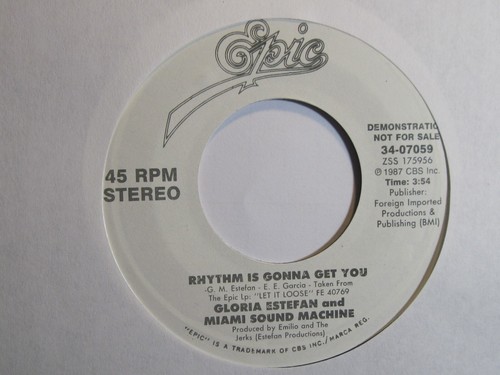 Epic
45 RPM
STEREO
DEMONSTRATIO
NOT FOR SALE
34-07059
ZSS 175956
℗ 1987 CBS Inc.
Time: 3:54
Publisher:
Foreign Imported
Productions &
Publishing (BMI)
RHYTHM IS GONNA GET YOU
-G. M. Estefan - E. E. Garcia - Taken From
The Epic Lp: "LET IT LOOSE" FE 40769
GLORIA ESTEFAN and
MIAMI SOUND MACHINE
Produced by Emilio and The
Jerks (Estefan Productions)
"EPIC" IS A TRADEMARK OF CBS INC./MARCA REG.